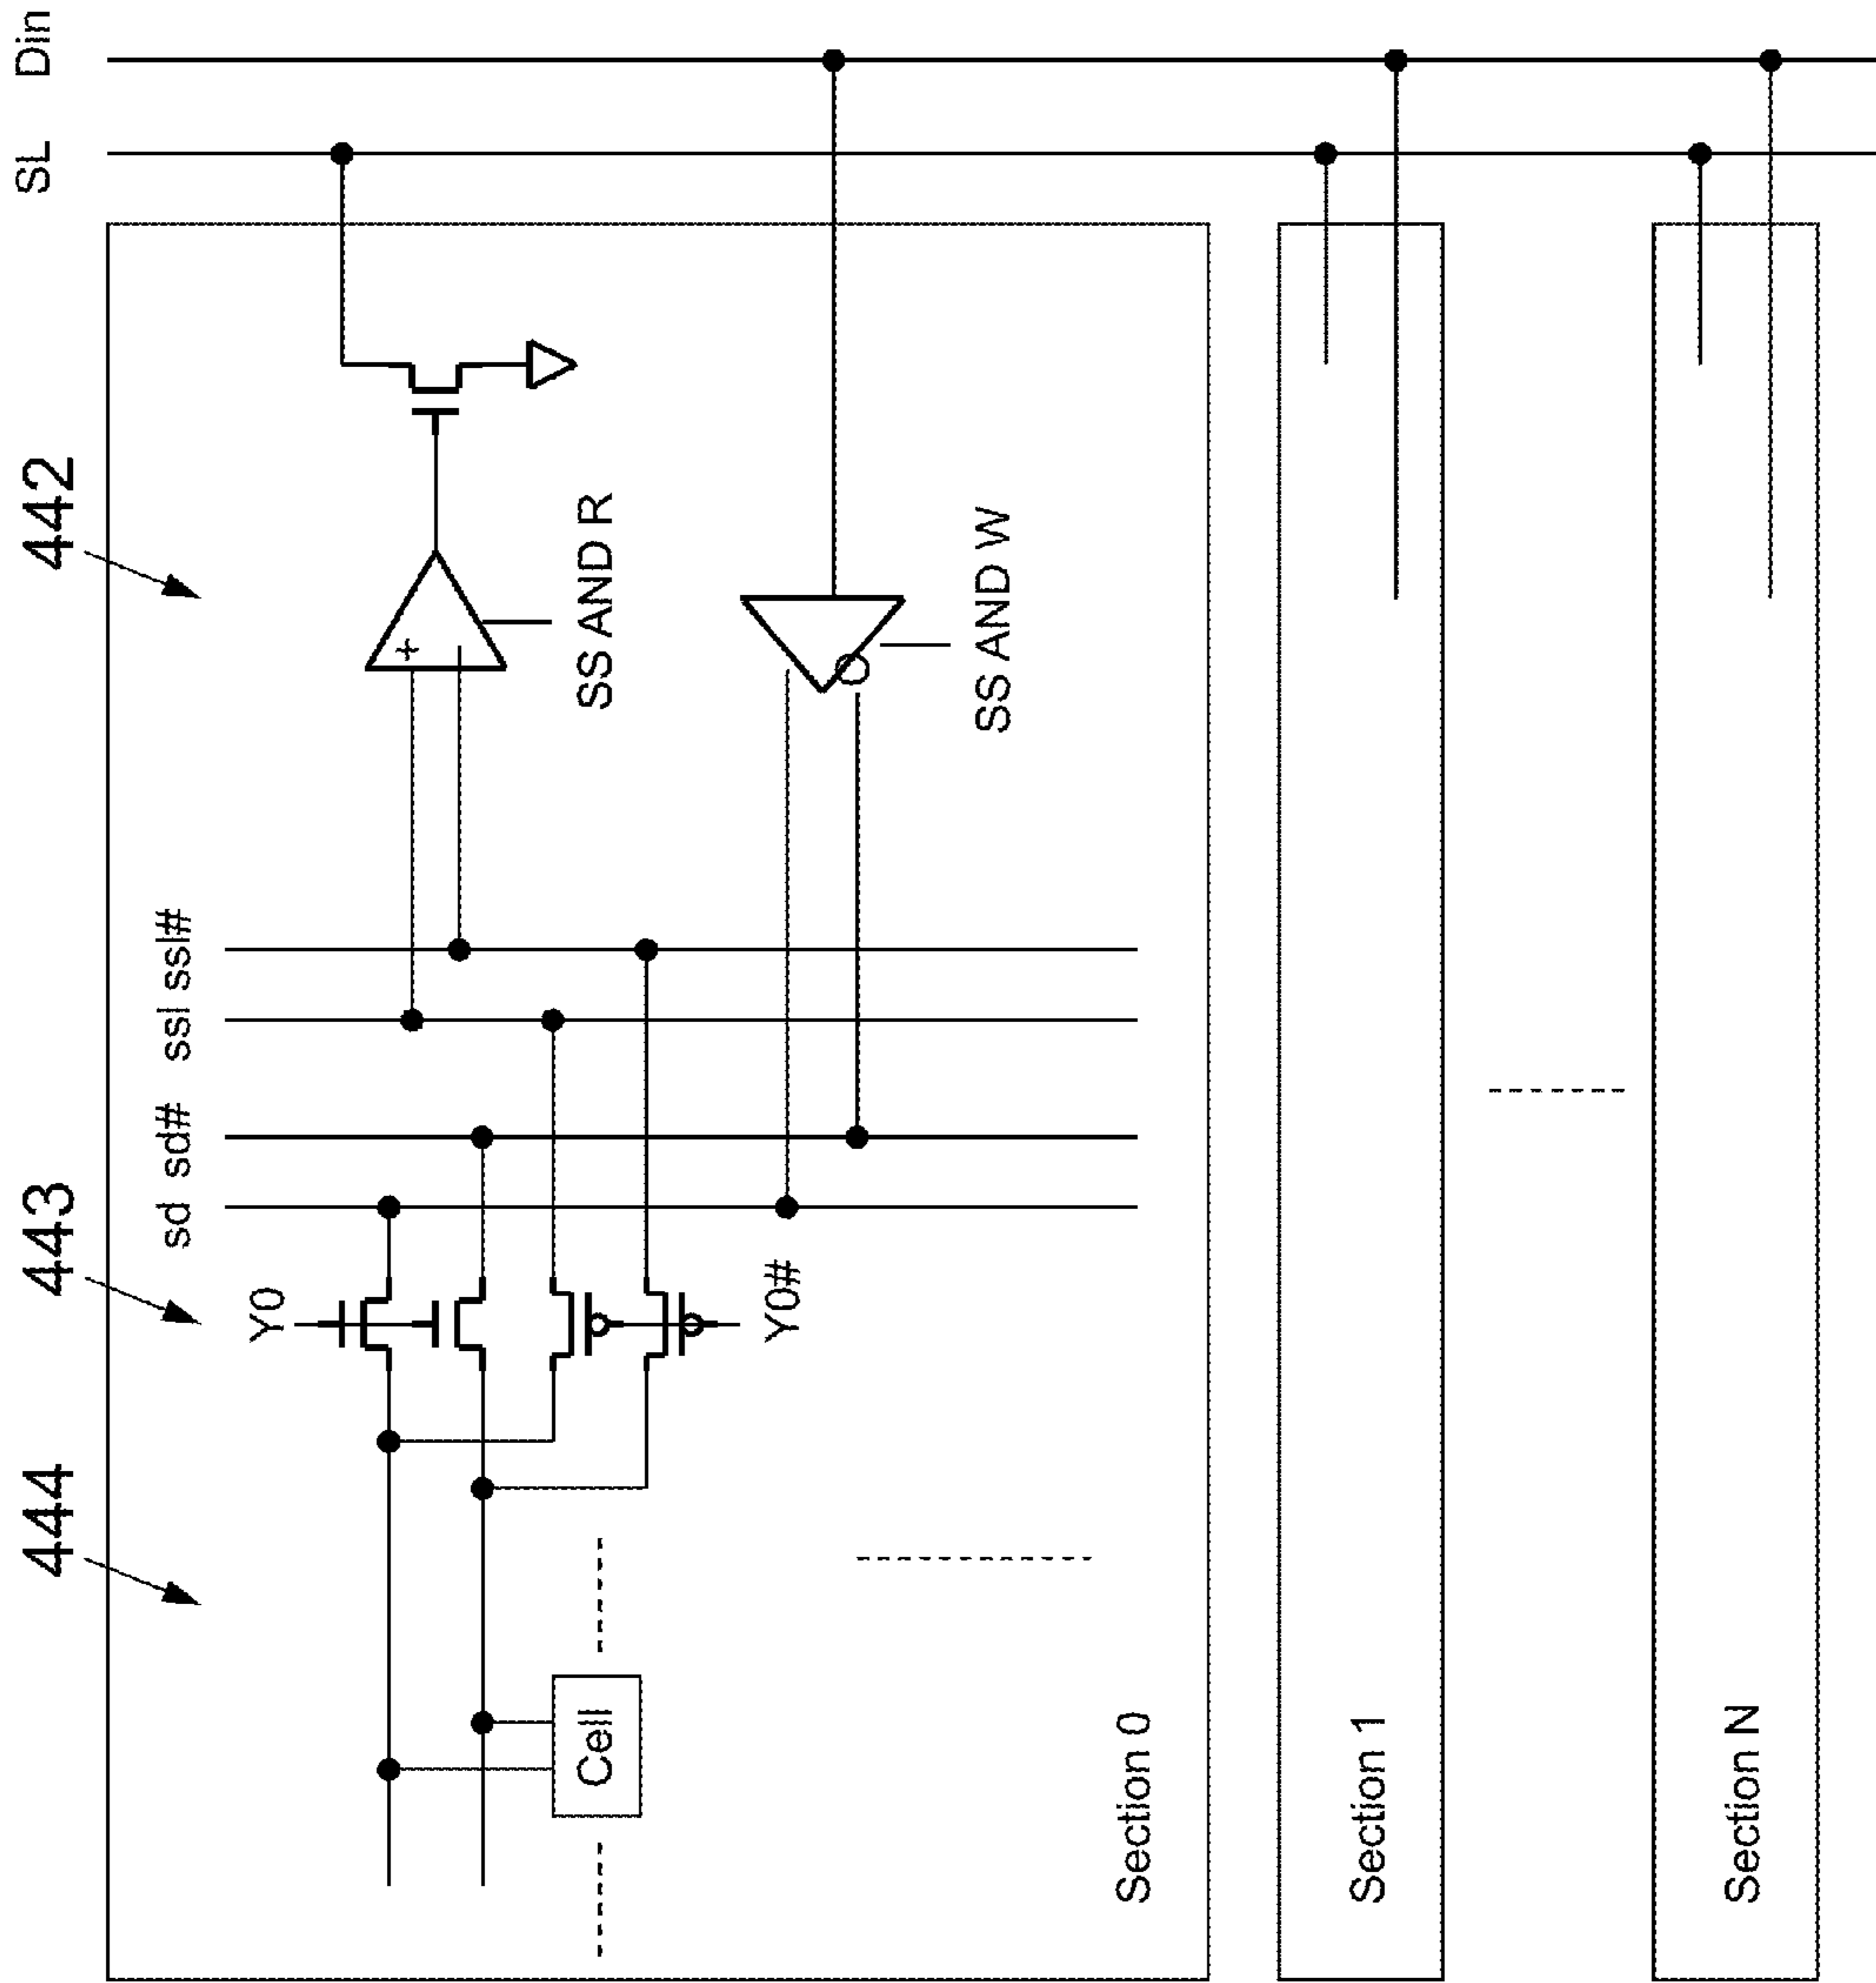 444
443
442
SL
Din
Y0
sd sd# ssl ssl#
Y0#
+
SS AND R
SS AND W
Cell
Section 0
Section 1
Section N